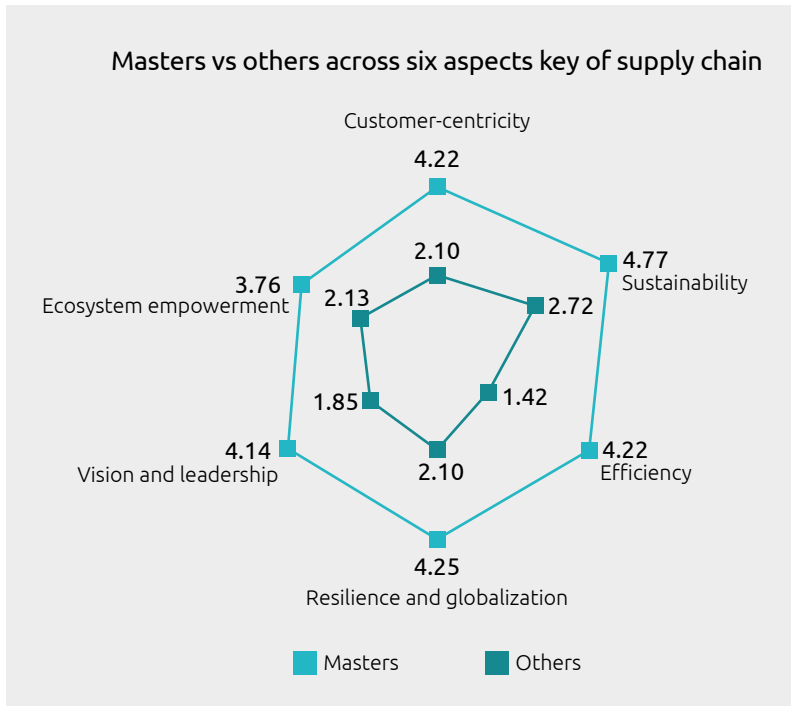 Masters vs others across six aspects key of supply chain
Customer-centricity
4.22
2.10
4.77
Sustainability
3.76
Ecosystem empowerment
2.13
2.72
1.85
1.42
4.14
Vision and leadership
4.22
Efficiency
2.10
4.25
Resilience and globalization
Masters
Others